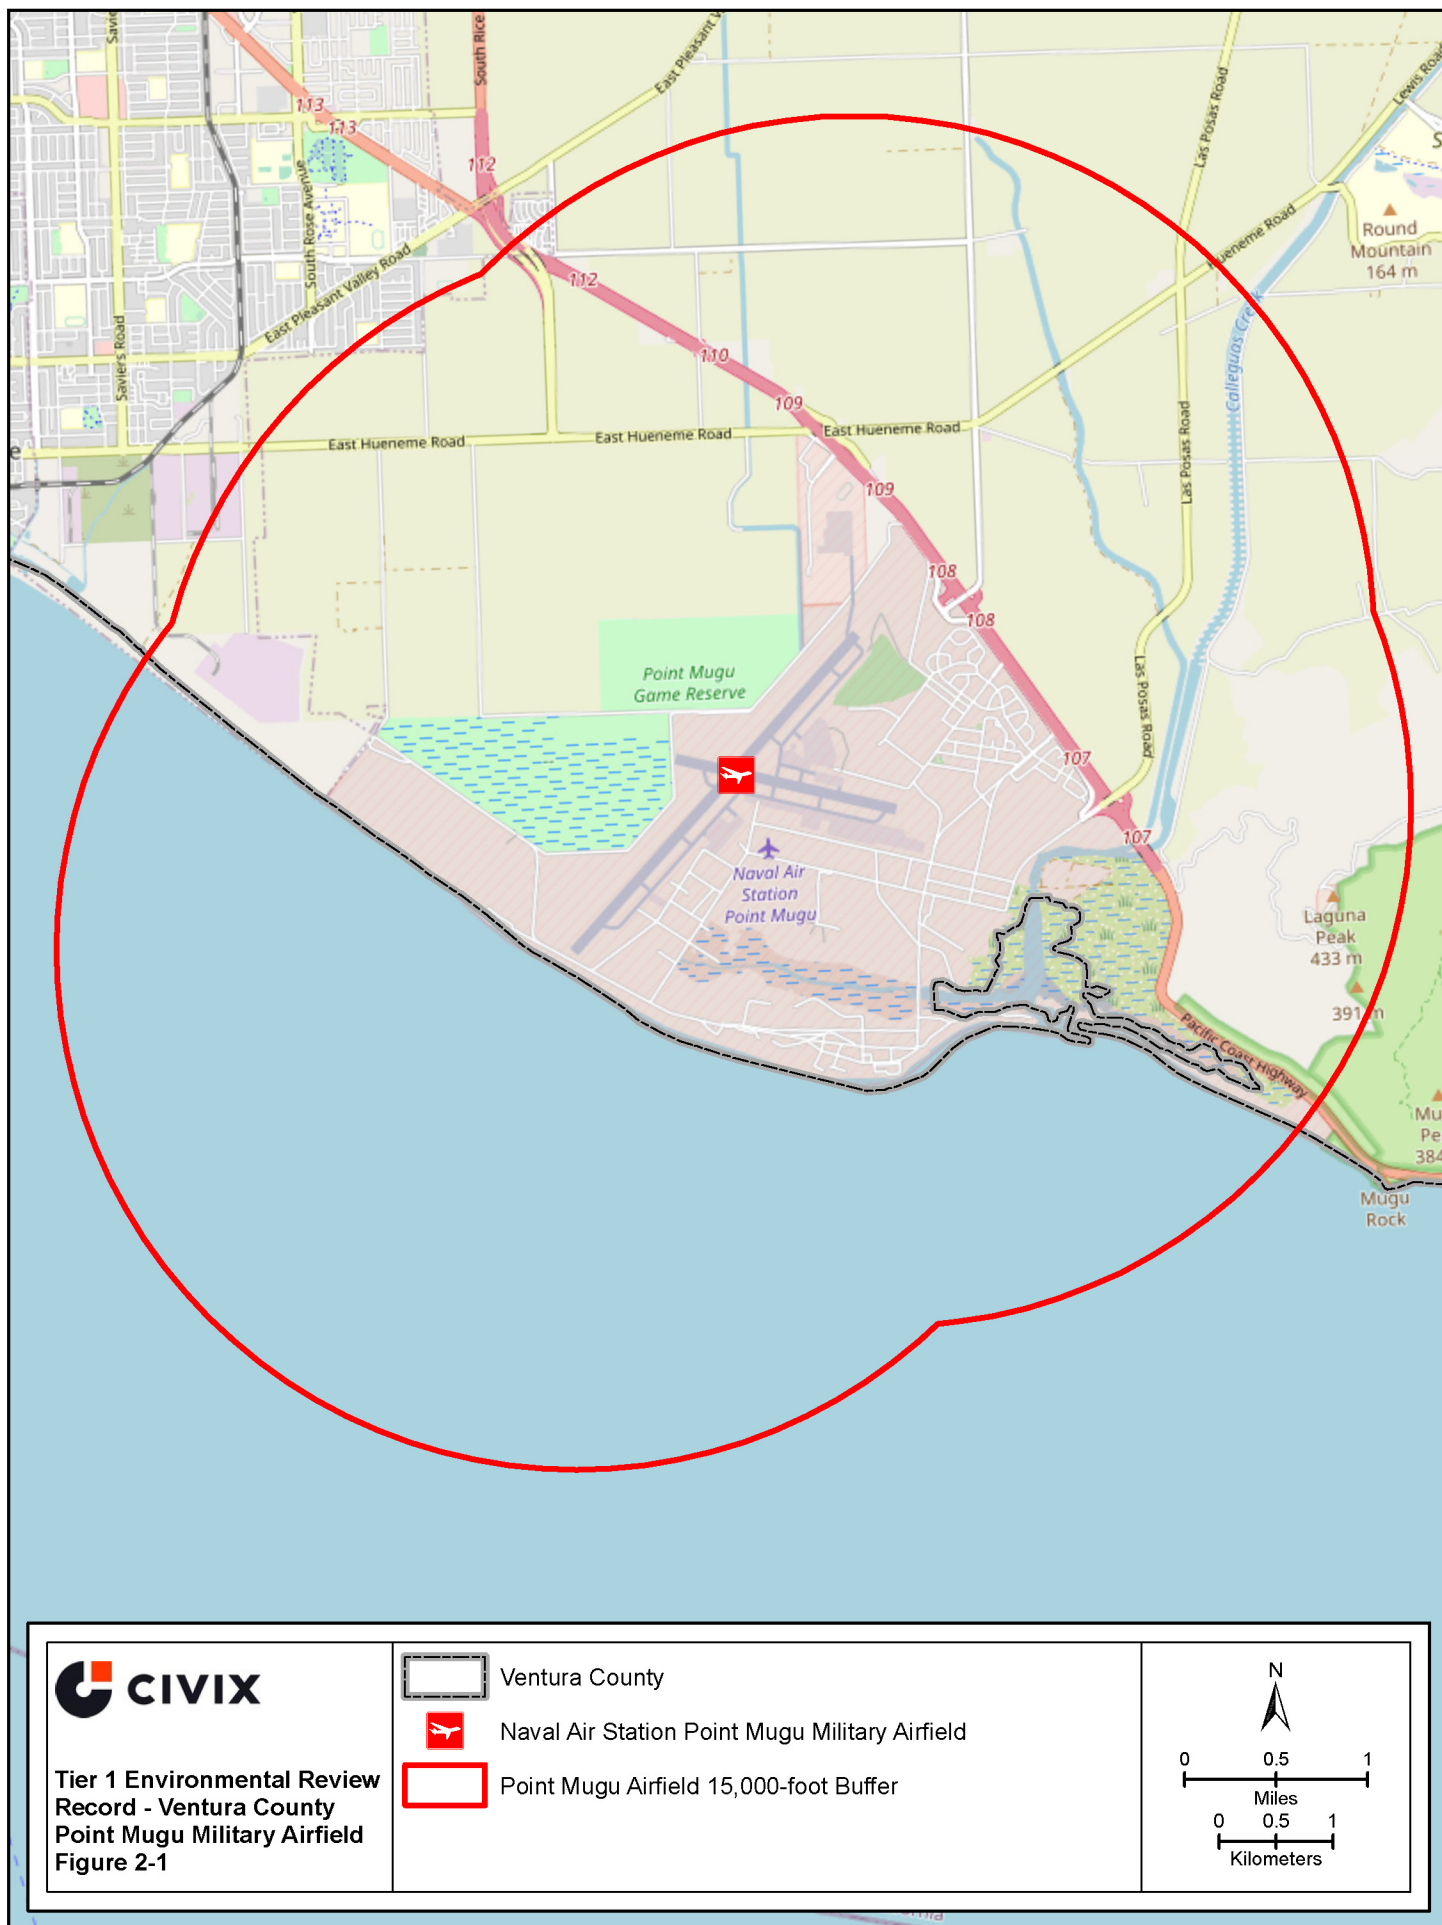 South Rice
East Pleasant V
Las Posas Road
Lewis Road
113
113
112
South Rose Avenue
Hueneme Road
Round
Mountain
164 m
East Pleasant Valley Road
112
Calleguas Creek
Saviers Road
110
109
East Hueneme Road
East Hueneme Road
East Hueneme Road
Las Posas Road
109
108
108
Point Mugu
Game Reserve
Las Posas Road
107
107
Naval Air
Station
Point Mugu
Laguna
Peak
433 m
391 m
Pacific Coast Highway
Mu
Pe
384
Mugu
Rock
CIVIX
Tier 1 Environmental Review
Record - Ventura County
Point Mugu Military Airfield
Figure 2-1
Ventura County
Naval Air Station Point Mugu Military Airfield
Point Mugu Airfield 15,000-foot Buffer
N
0 0.5 1
Miles
0 0.5 1
Kilometers